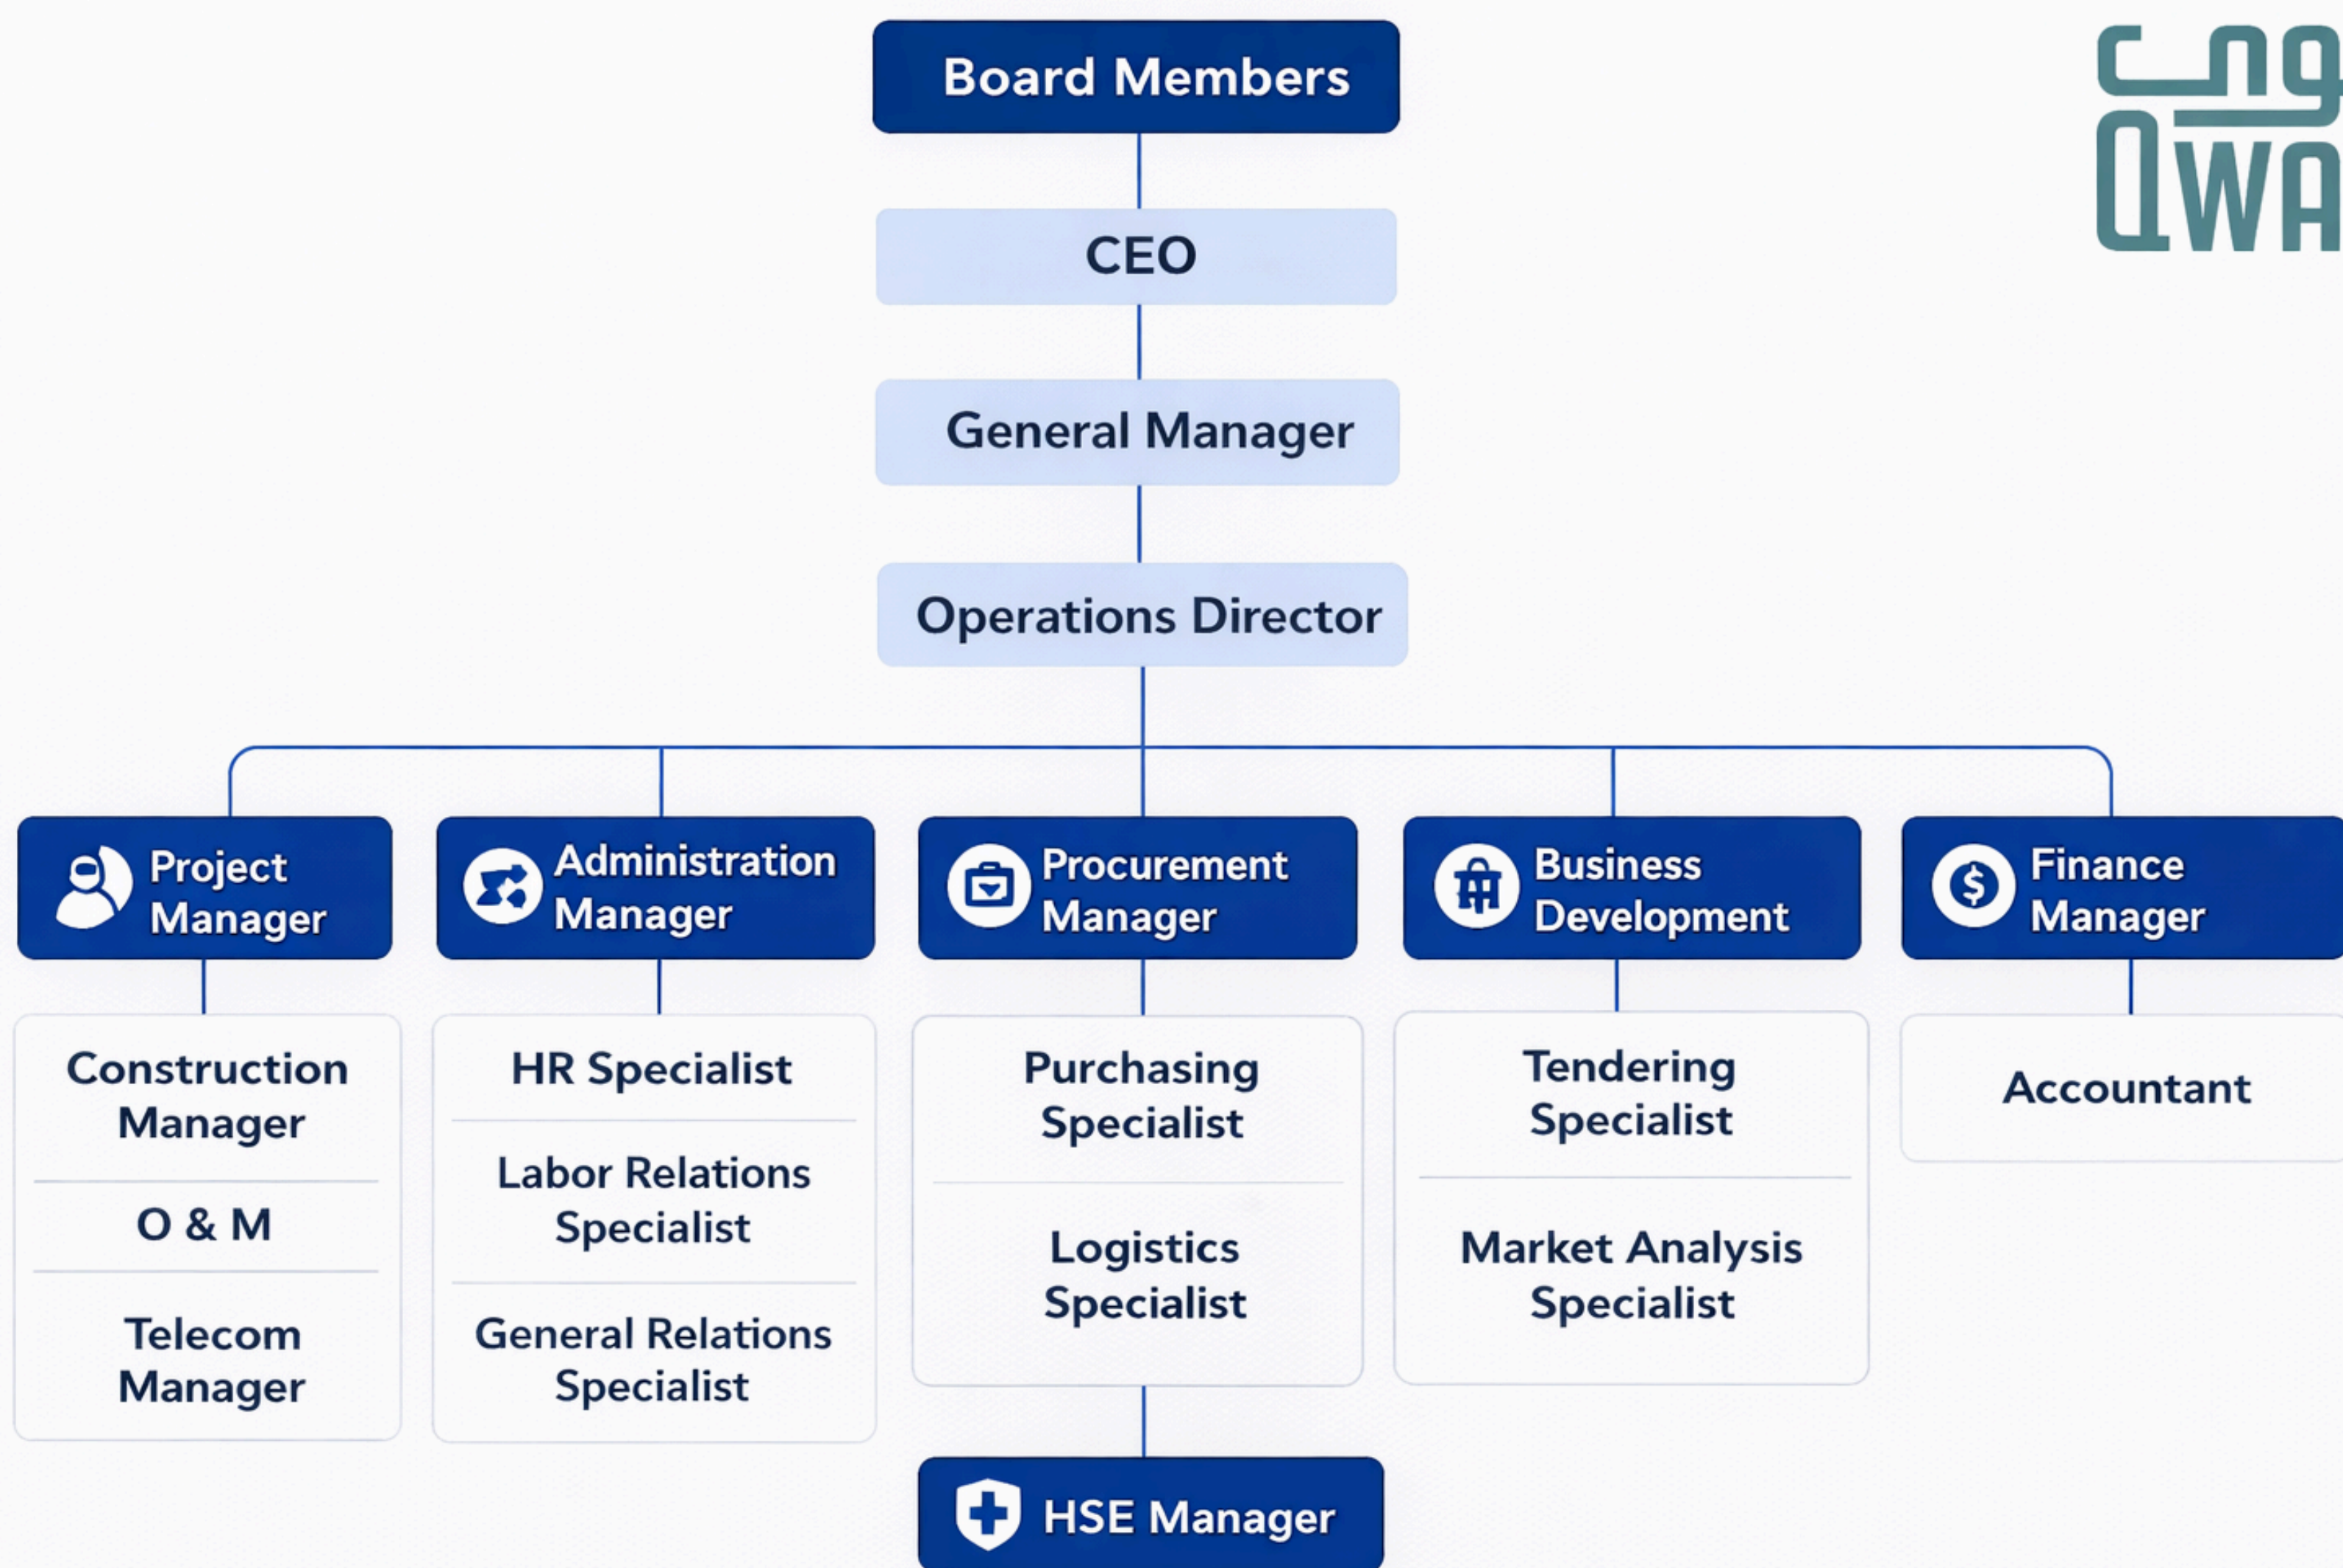 Board Members
CEO
General Manager
Operations Director
Project
Manager
Administration
Manager
Procurement
Manager
Business
Development
Finance
Manager
Construction
Manager
O & M
Telecom
Manager
HR Specialist
Labor Relations
Specialist
General Relations
Specialist
Purchasing
Specialist
Logistics
Specialist
Tendering
Specialist
Market Analysis
Specialist
Accountant
HSE Manager
QWA